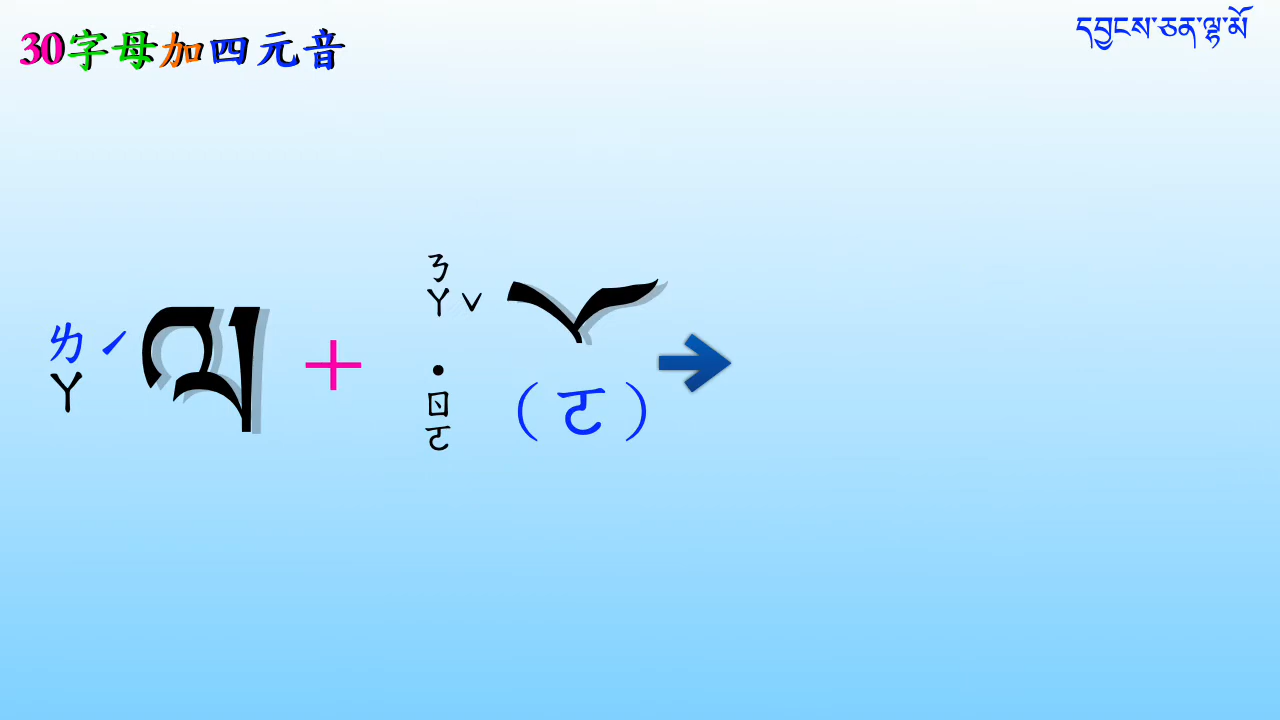 30字母加四元音
དབྱངས་ཅན་ལྷ་མོ
ㄌㄚˊ ལ + ㄋㄚˇ ˙ㄖㄛ ོ (ㄛ) →